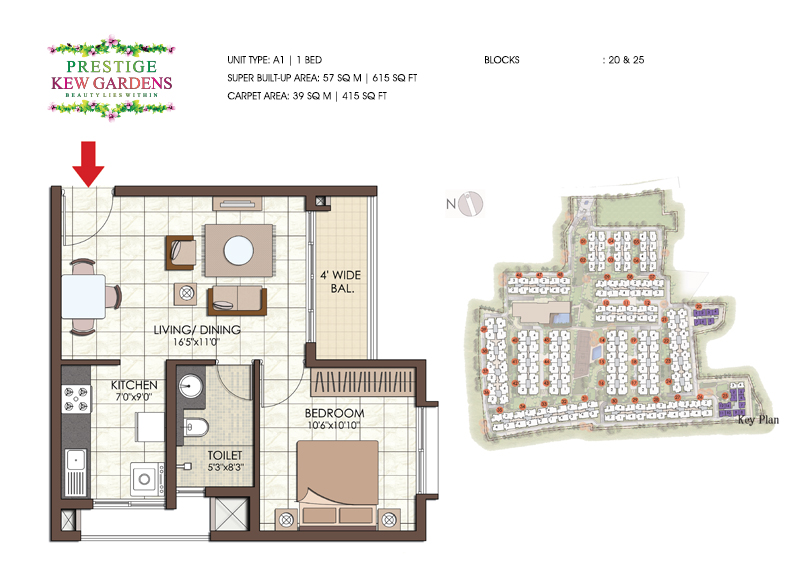 PRESTIGE
KEW GARDENS
BEAUTY LIES WITHIN
UNIT TYPE: A1 | 1 BED
SUPER BUILT-UP AREA: 57 SQ M | 615 SQ FT
CARPET AREA: 39 SQ M | 415 SQ FT
BLOCKS : 20 & 25
N
4' WIDE
BAL.
LIVING/ DINING
16'5"x11'0"
KITCHEN
7'0"x9'0"
BEDROOM
10'6"x10'10"
TOILET
5'3"x8'3"
Key Plan